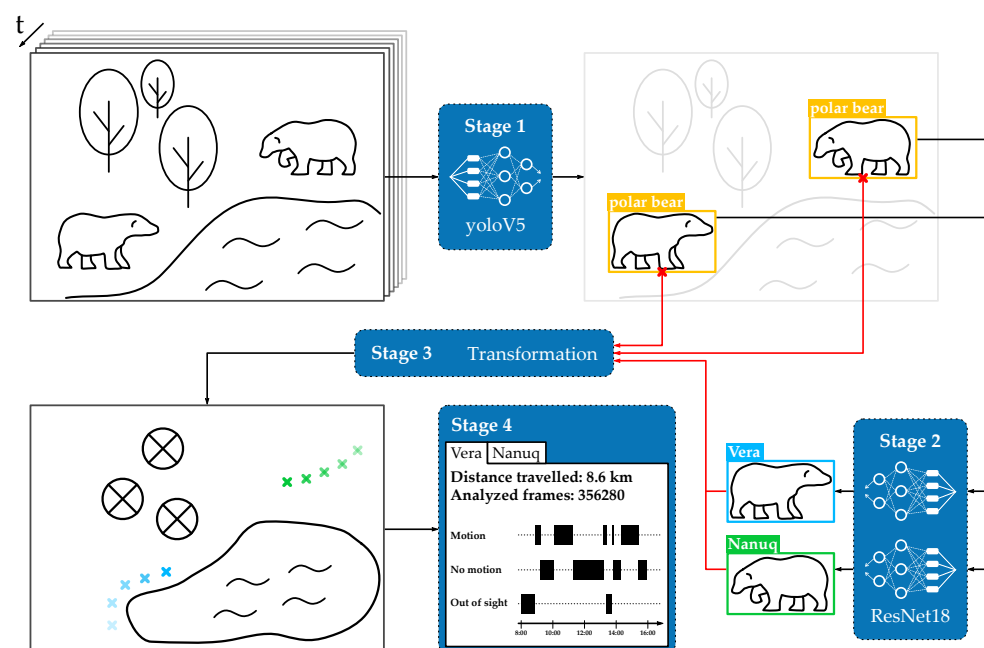 t
Stage 1
yoloV5
polar bear
polar bear
Stage 3 Transformation
Stage 4
Vera Nanuq
Distance travelled: 8.6 km
Analyzed frames: 356280
Motion
No motion
Out of sight
8:00 10:00 12:00 14:00 16:00
Vera
Nanuq
Stage 2
ResNet18